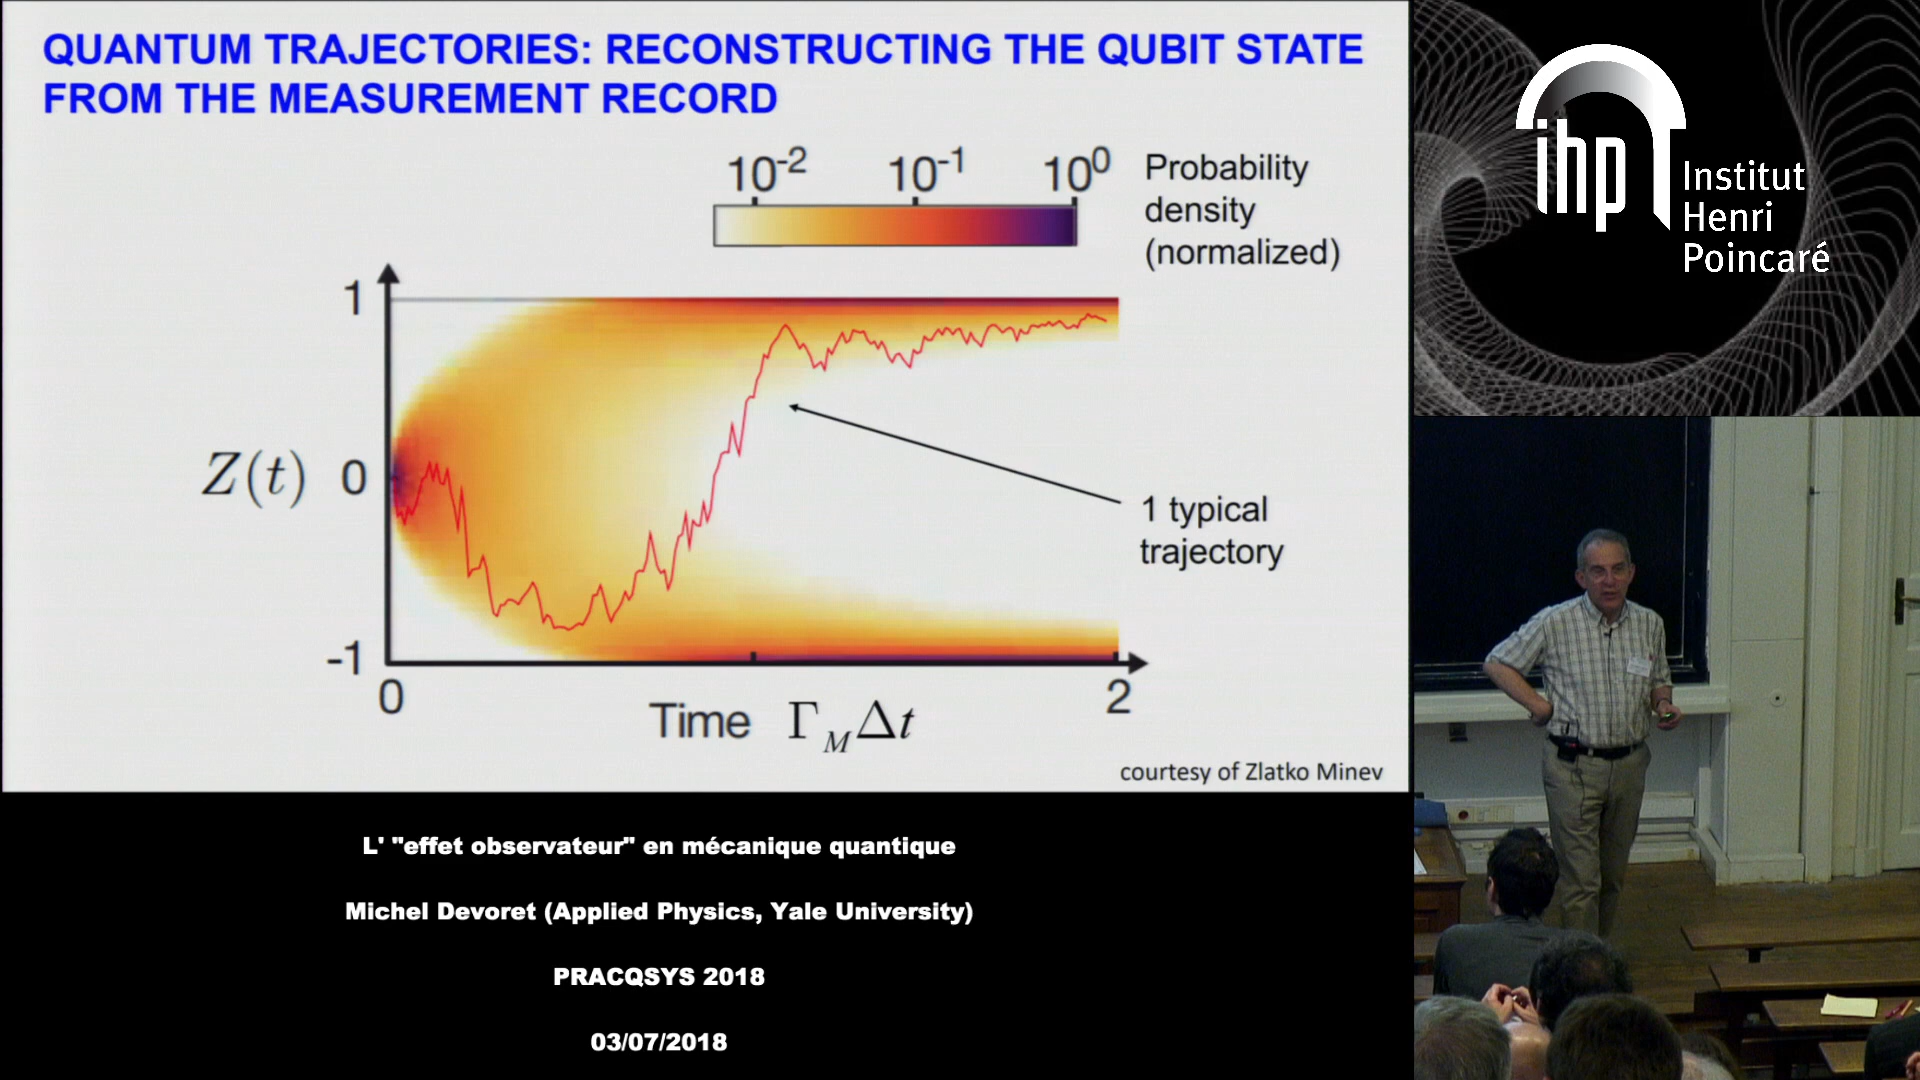 QUANTUM TRAJECTORIES: RECONSTRUCTING THE QUBIT STATE
FROM THE MEASUREMENT RECORD
10⁻² 10⁻¹ 10⁰
Probability
density
(normalized)
1
Z(t) 0
-1
1 typical
trajectory
0 2
Time Γ_M Δt
courtesy of Zlatko Minev
ihp
Institut
Henri
Poincaré
L' "effet observateur" en mécanique quantique
Michel Devoret (Applied Physics, Yale University)
PRACQSYS 2018
03/07/2018